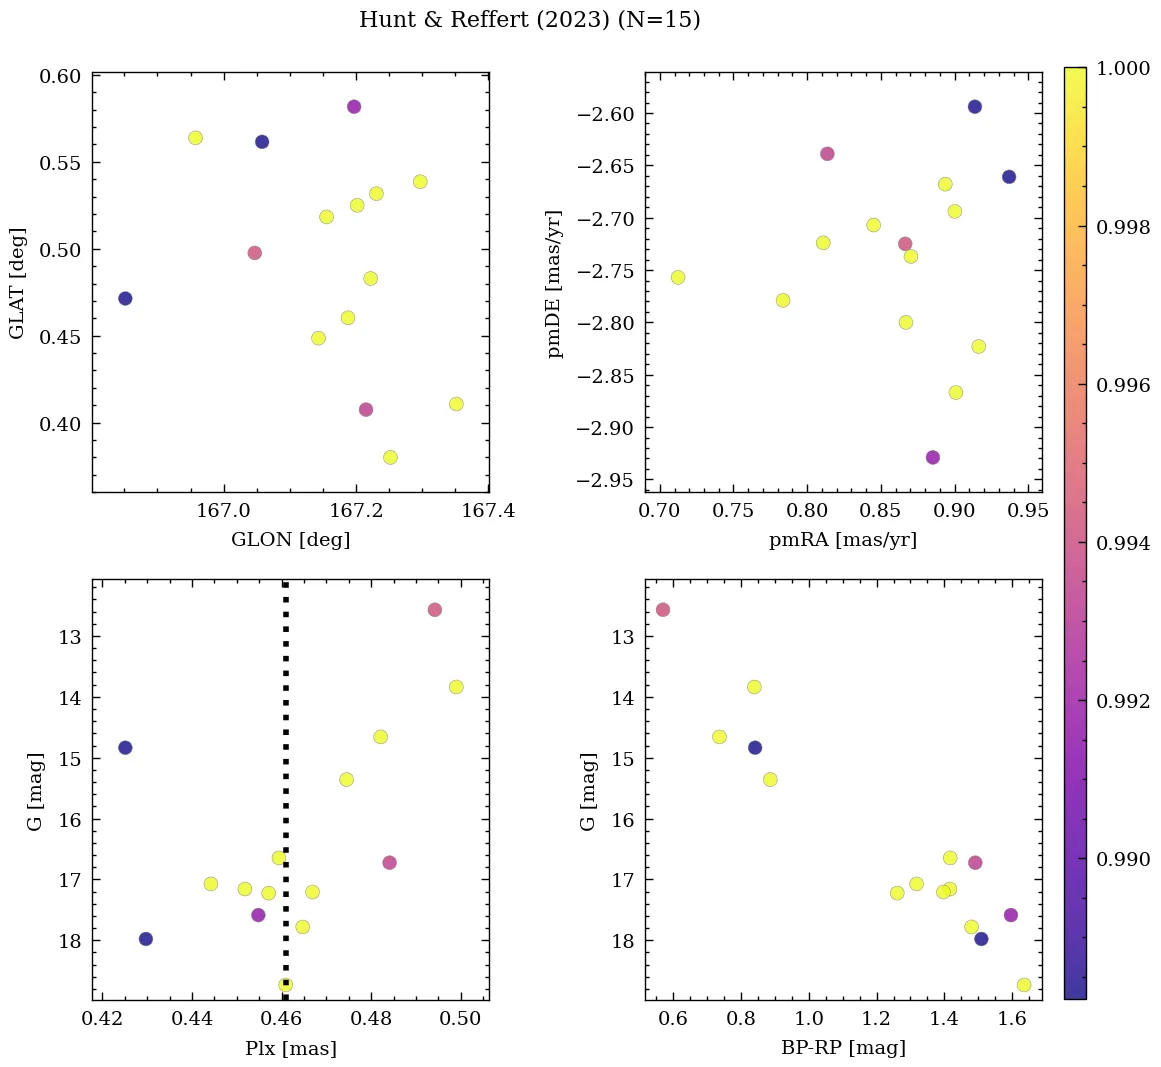 Hunt & Reffert (2023) (N=15)
0.60
0.55
0.50
0.45
0.40
GLAT [deg]
167.0 167.2 167.4
GLON [deg]
−2.60
−2.65
−2.70
−2.75
−2.80
−2.85
−2.90
−2.95
pmDE [mas/yr]
0.70 0.75 0.80 0.85 0.90 0.95
pmRA [mas/yr]
13
14
15
16
17
18
G [mag]
0.42 0.44 0.46 0.48 0.50
Plx [mas]
13
14
15
16
17
18
G [mag]
0.6 0.8 1.0 1.2 1.4 1.6
BP-RP [mag]
1.000
0.998
0.996
0.994
0.992
0.990